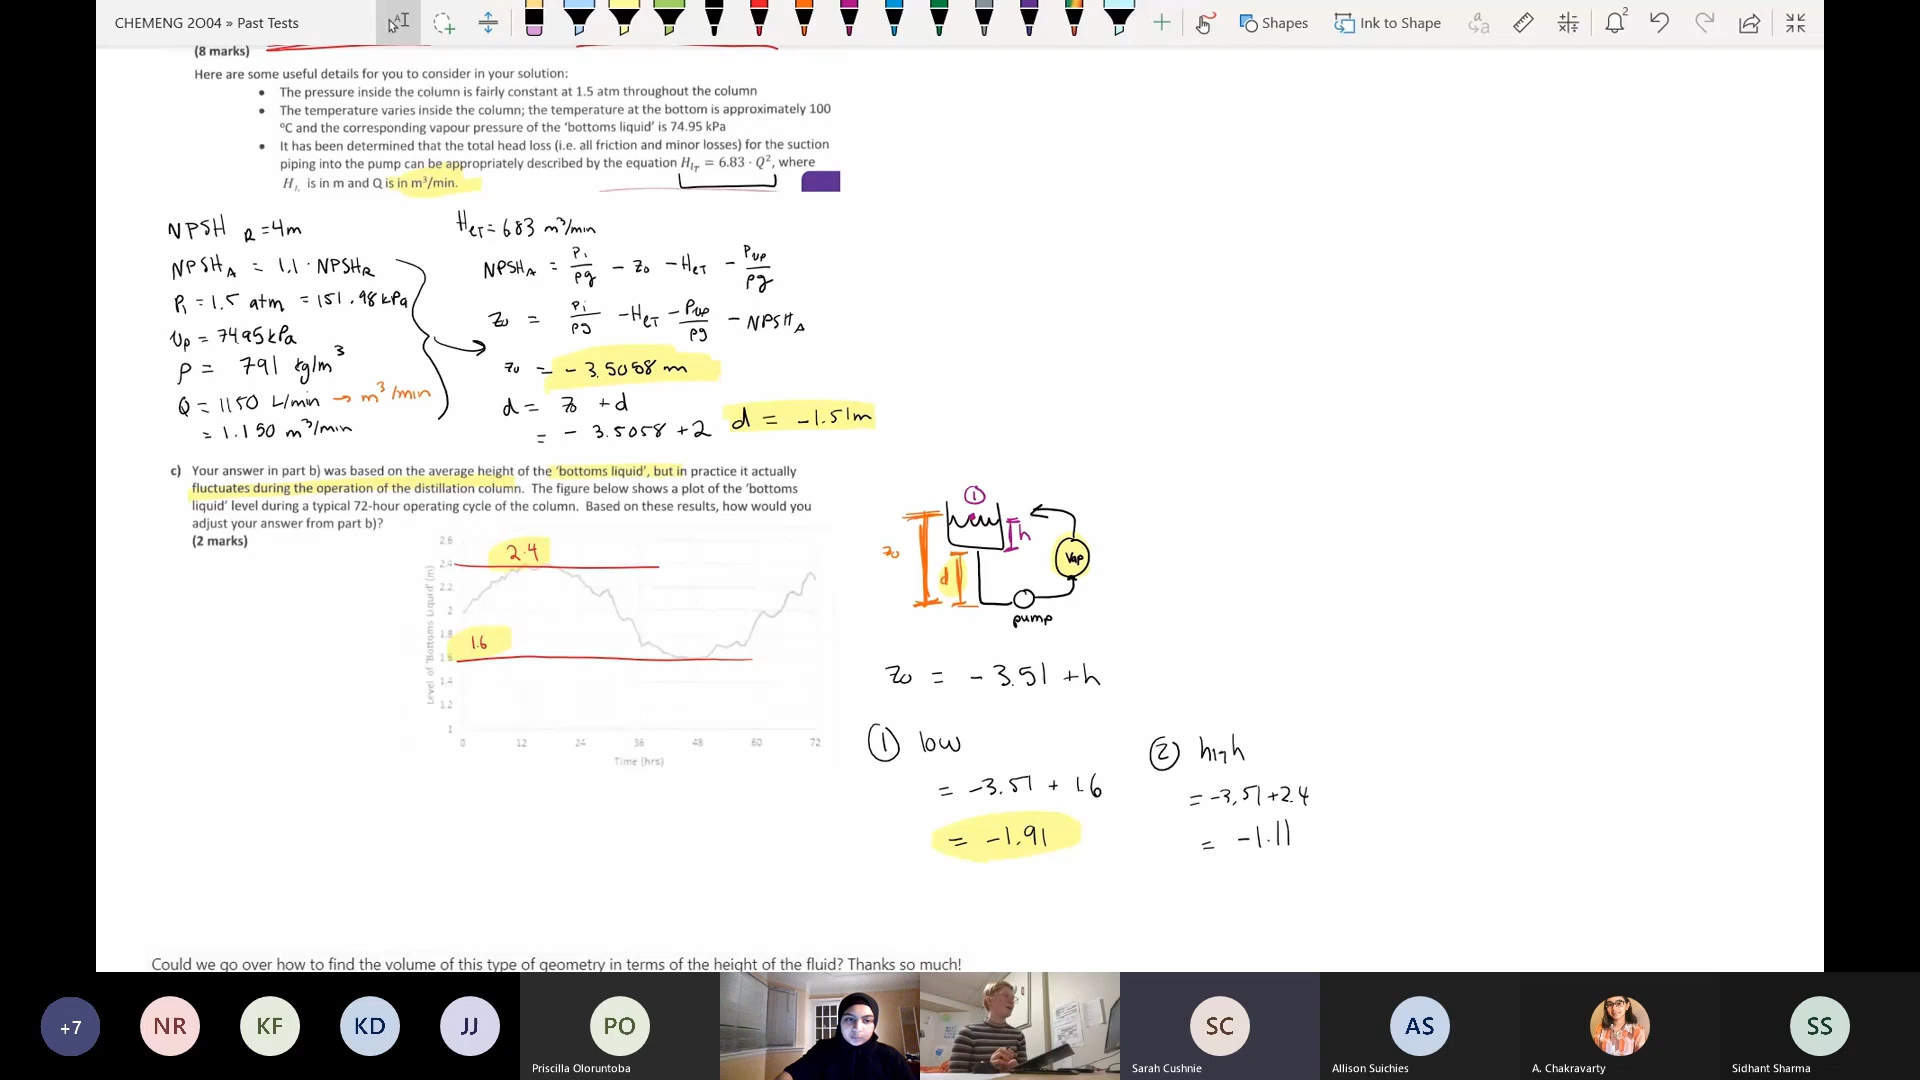 CHEMENG 2O04 » Past Tests
Shapes
Ink to Shape
2
(8 marks)
Here are some useful details for you to consider in your solution:
• The pressure inside the column is fairly constant at 1.5 atm throughout the column
• The temperature varies inside the column; the temperature at the bottom is approximately 100
°C and the corresponding vapour pressure of the ‘bottoms liquid’ is 74.95 kPa
• It has been determined that the total head loss (i.e. all friction and minor losses) for the suction
piping into the pump can be appropriately described by the equation H_lT = 6.83 · Q², where
H_l is in m and Q is in m³/min.
NPSH R = 4m
NPSH_A = 1.1 · NPSH_R
P_1 = 1.5 atm = 151.98 kPa
Vp = 74.95 kPa
ρ = 791 kg/m³
Q = 1150 L/min → m³/min
= 1.150 m³/min
H_eT = 6.83 m³/min
NPSH_A = P_i/ρg - Z_0 - H_eT - P_vp/ρg
Z_0 = P_i/ρg - H_eT - P_vp/ρg - NPSH_A
Z_0 = - 3.5058 m
d = Z_0 + d
= - 3.5058 + 2
d = -1.51m
c) Your answer in part b) was based on the average height of the ‘bottoms liquid’, but in practice it actually
fluctuates during the operation of the distillation column. The figure below shows a plot of the ‘bottoms
liquid’ level during a typical 72-hour operating cycle of the column. Based on these results, how would you
adjust your answer from part b)?
(2 marks)
Level of 'Bottoms Liquid' (m)
2.6
2.4
2.2
2
1.8
1.6
1.4
1.2
1
2.4
1.6
0 12 24 36 48 60 72
Time (hrs)
1
Z_0
d
h
Vap
pump
Z_0 = - 3.51 + h
① low
= -3.51 + 1.6
= -1.91
② high
= -3.51 + 2.4
= -1.11
Could we go over how to find the volume of this type of geometry in terms of the height of the fluid? Thanks so much!
+7
NR
KF
KD
JJ
PO
Priscilla Oloruntoba
SC
Sarah Cushnie
AS
Allison Suichies
A. Chakravarty
SS
Sidhant Sharma